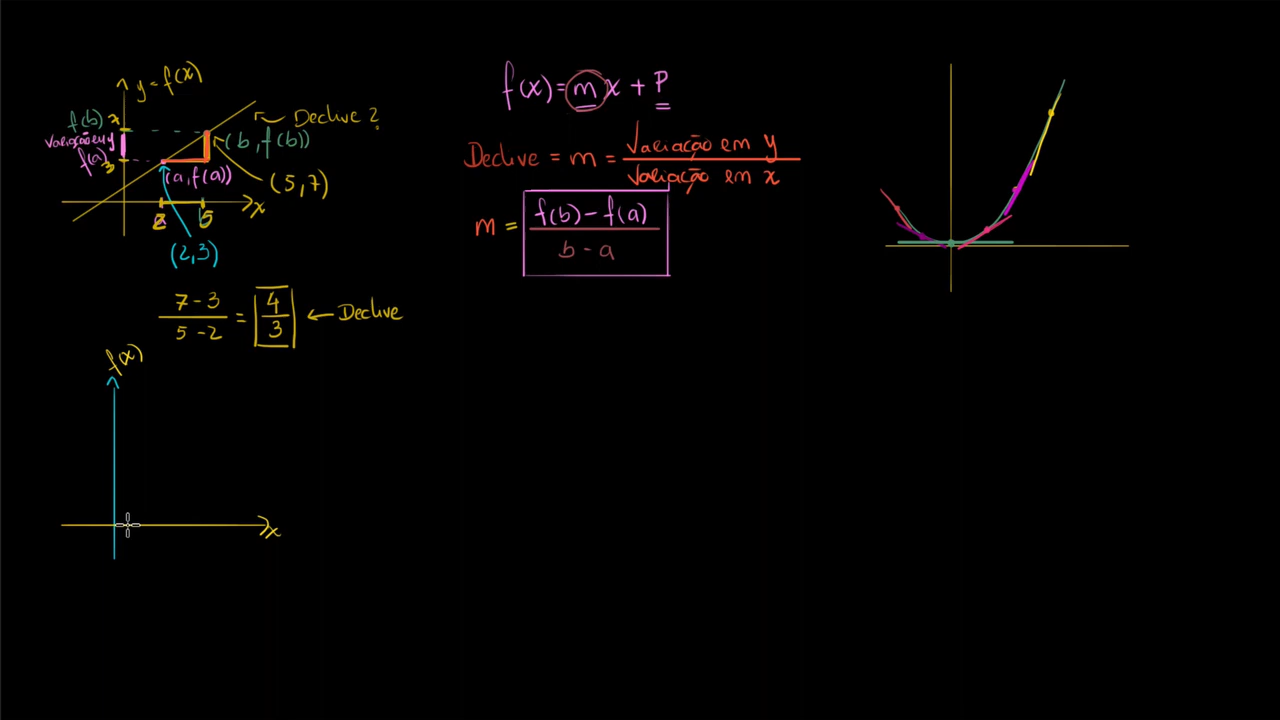 y = f(x)
f(b) 7
Declive ?
variação em y
(b, f(b))
f(a) 3
(a, f(a))
(5,7)
2 5 x
(2,3)
7 - 3
5 - 2
=
4
3
← Declive
f(x)
x
f(x) = m x + P
Declive = m = Variação em y
Variação em x
m = f(b) - f(a)
b - a